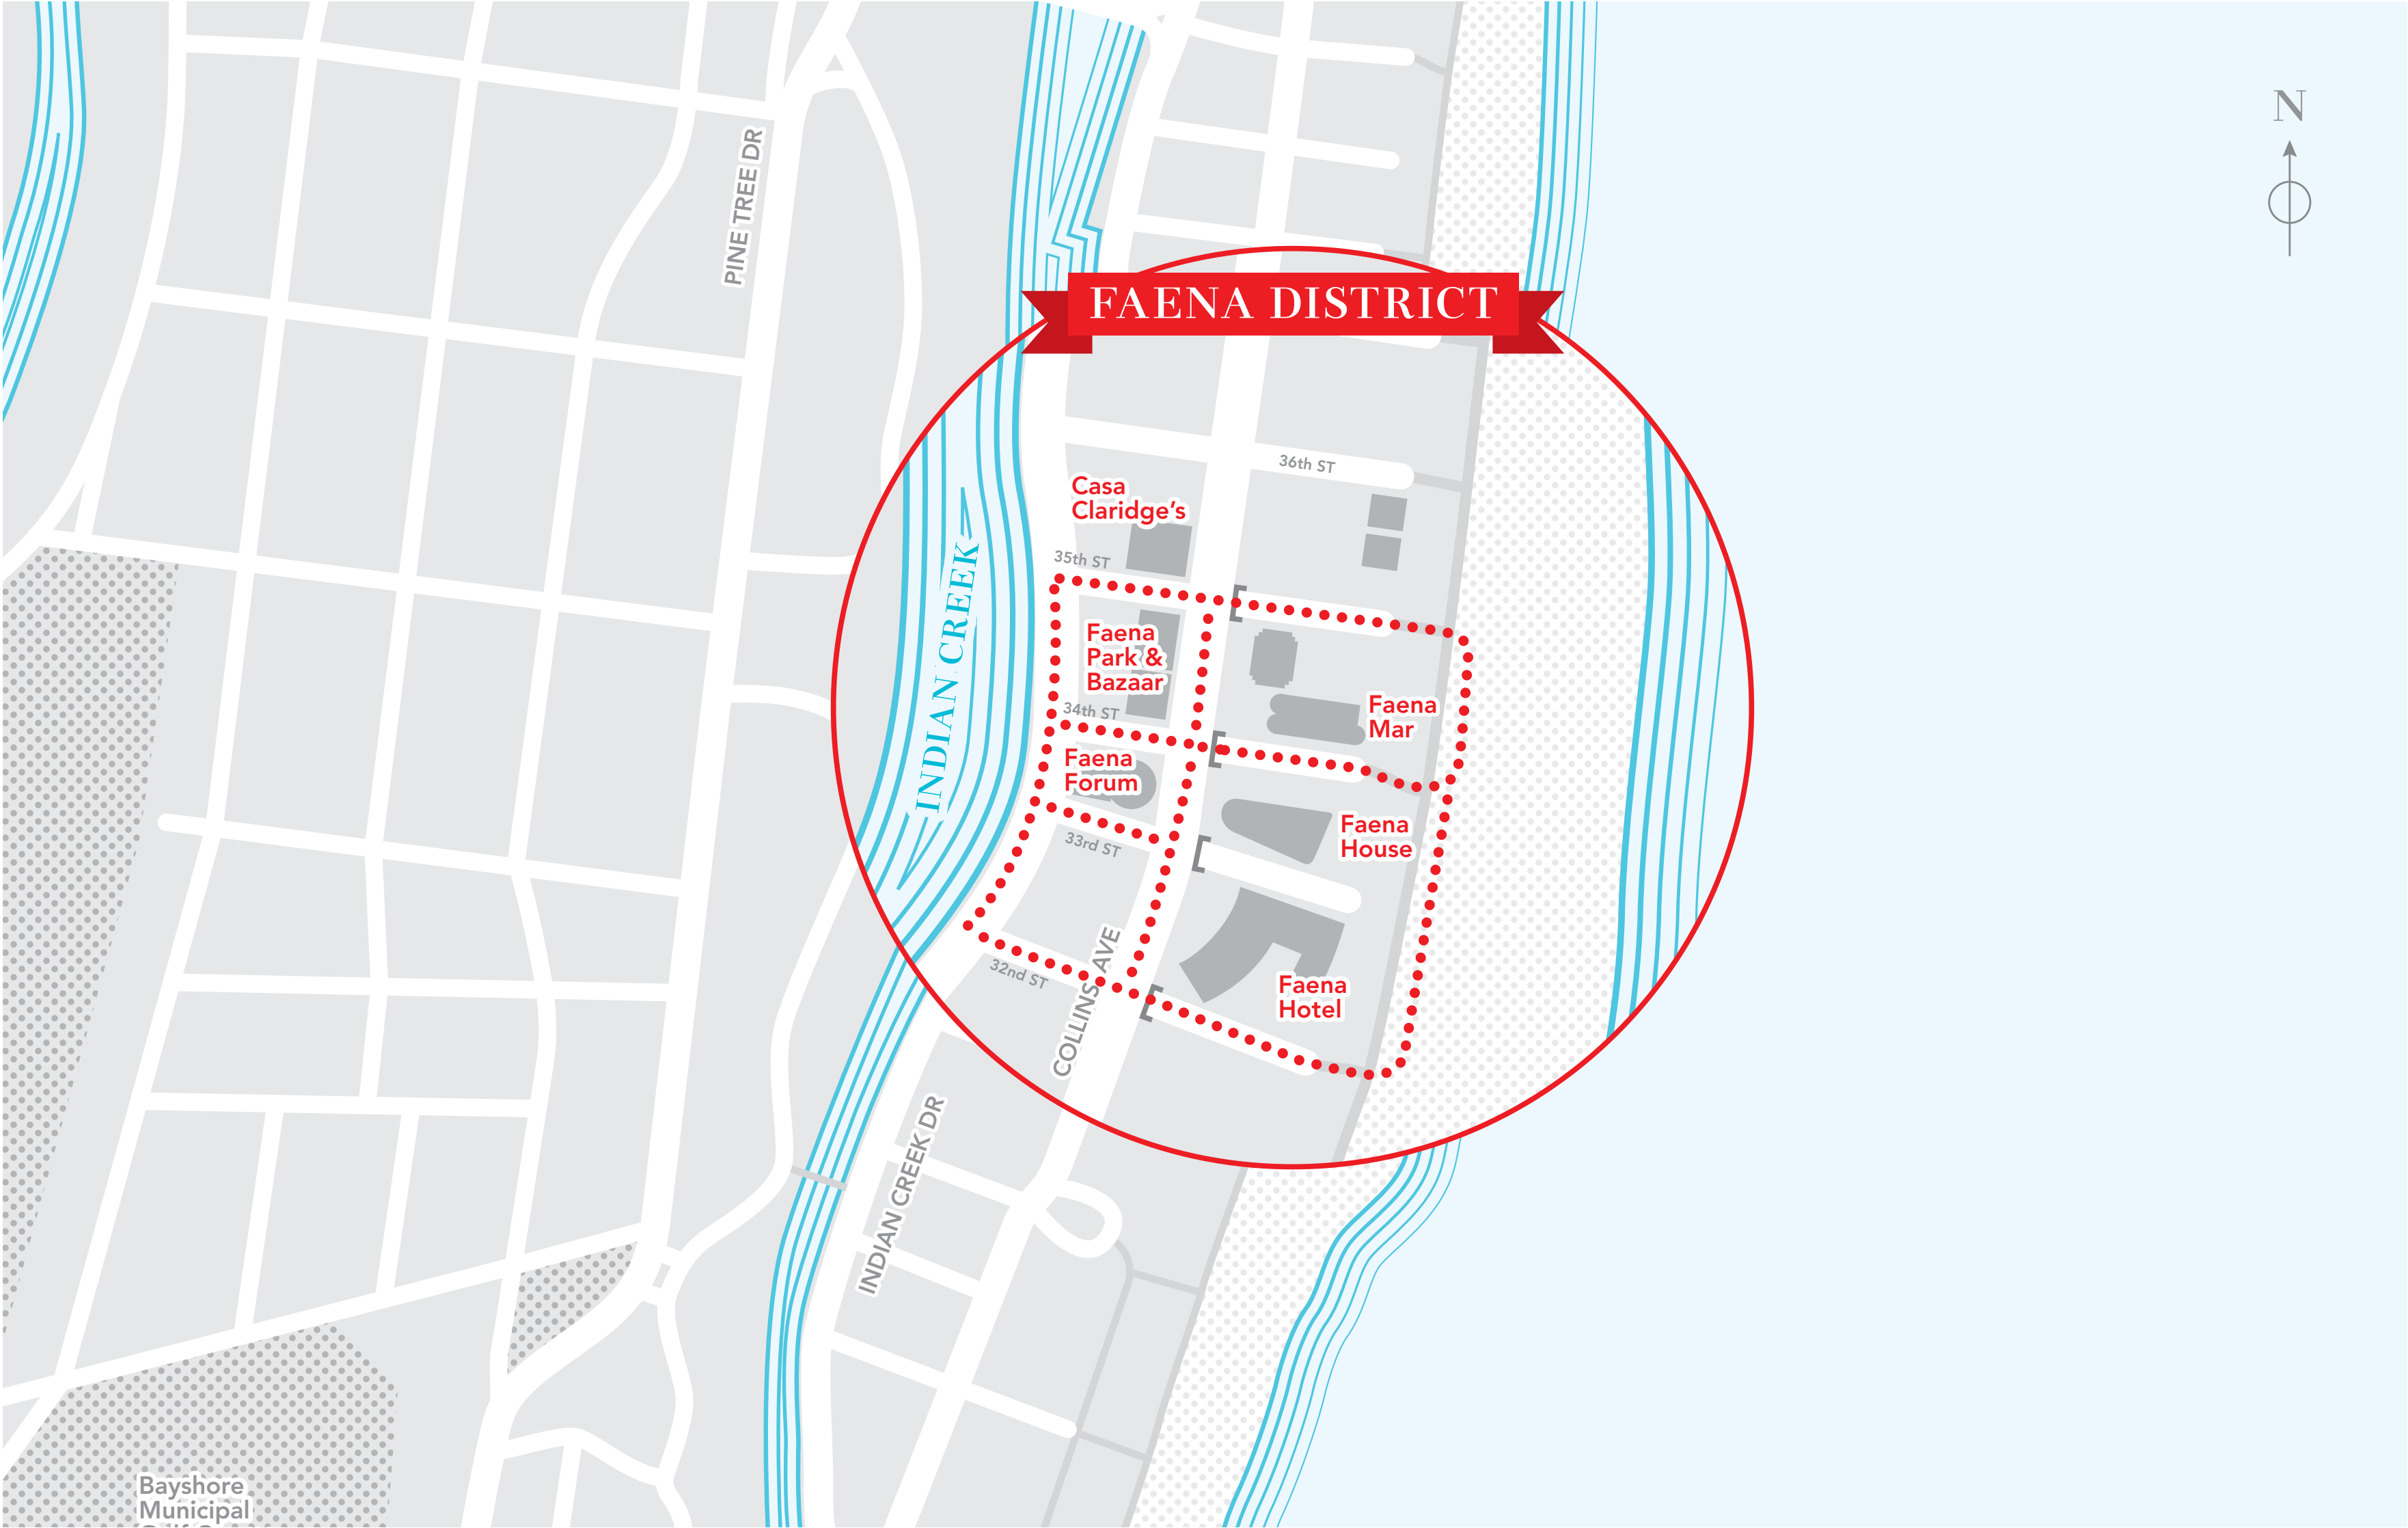 N
PINE TREE DR
FAENA DISTRICT
36th ST
Casa
Claridge's
35th ST
INDIAN CREEK
Faena
Park &
Bazaar
Faena
Mar
34th ST
Faena
Forum
Faena
House
33rd ST
COLLINS AVE
32nd ST
Faena
Hotel
INDIAN CREEK DR
Bayshore
Municipal